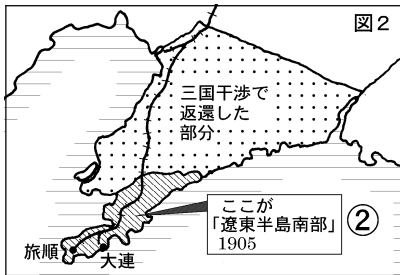 図2
三国干渉で
返還した
部分
ここが
「遼東半島南部」
1905
②
旅順
大連